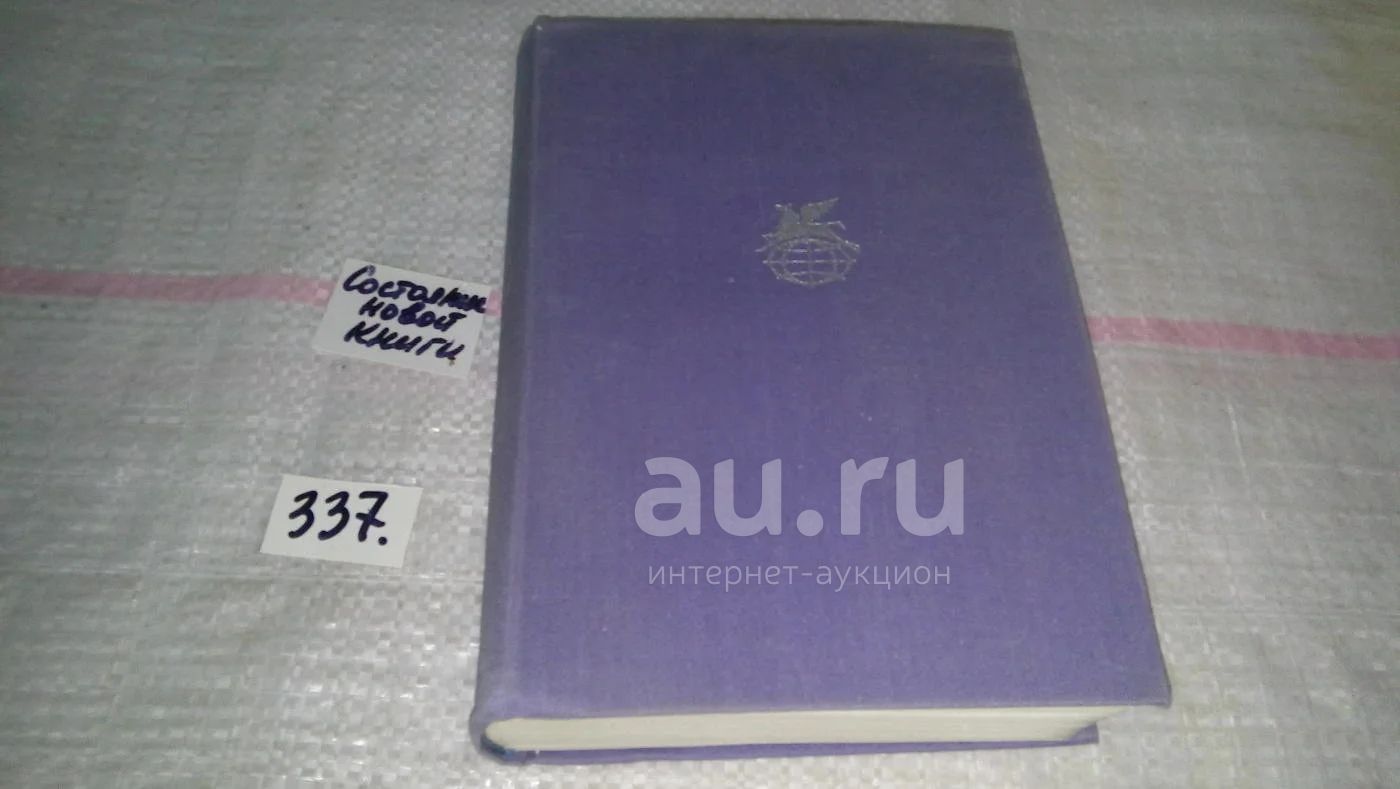 Состояние
новой
книги
337.
au.ru
интернет-аукцион